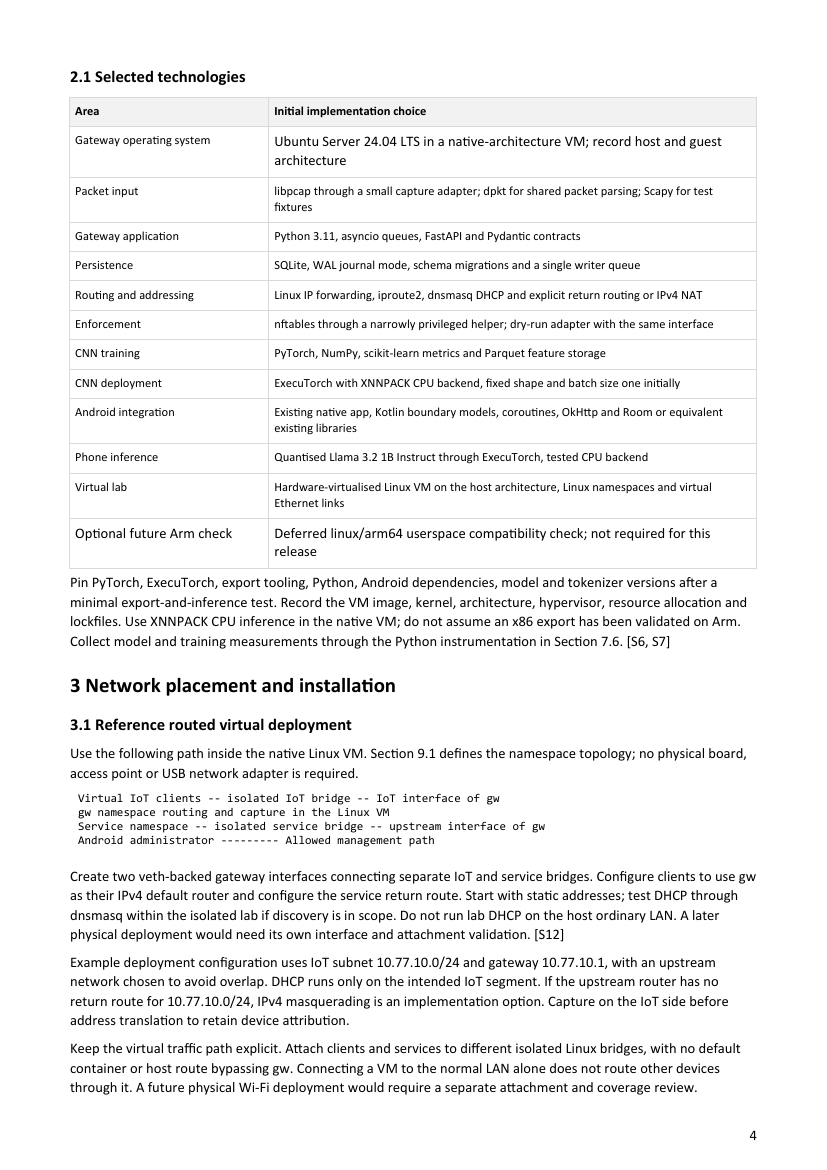 2.1 Selected technologies
Area Initial implementation choice
Gateway operating system Ubuntu Server 24.04 LTS in a native-architecture VM; record host and guest
architecture
Packet input libpcap through a small capture adapter; dpkt for shared packet parsing; Scapy for test
fixtures
Gateway application Python 3.11, asyncio queues, FastAPI and Pydantic contracts
Persistence SQLite, WAL journal mode, schema migrations and a single writer queue
Routing and addressing Linux IP forwarding, iproute2, dnsmasq DHCP and explicit return routing or IPv4 NAT
Enforcement nftables through a narrowly privileged helper; dry-run adapter with the same interface
CNN training PyTorch, NumPy, scikit-learn metrics and Parquet feature storage
CNN deployment ExecuTorch with XNNPACK CPU backend, fixed shape and batch size one initially
Android integration Existing native app, Kotlin boundary models, coroutines, OkHttp and Room or equivalent
existing libraries
Phone inference Quantised Llama 3.2 1B Instruct through ExecuTorch, tested CPU backend
Virtual lab Hardware-virtualised Linux VM on the host architecture, Linux namespaces and virtual
Ethernet links
Optional future Arm check Deferred linux/arm64 userspace compatibility check; not required for this
release
Pin PyTorch, ExecuTorch, export tooling, Python, Android dependencies, model and tokenizer versions after a
minimal export-and-inference test. Record the VM image, kernel, architecture, hypervisor, resource allocation and
lockfiles. Use XNNPACK CPU inference in the native VM; do not assume an x86 export has been validated on Arm.
Collect model and training measurements through the Python instrumentation in Section 7.6. [S6, S7]
3 Network placement and installation
3.1 Reference routed virtual deployment
Use the following path inside the native Linux VM. Section 9.1 defines the namespace topology; no physical board,
access point or USB network adapter is required.
Virtual IoT clients -- isolated IoT bridge -- IoT interface of gw
gw namespace routing and capture in the Linux VM
Service namespace -- isolated service bridge -- upstream interface of gw
Android administrator --------- Allowed management path
Create two veth-backed gateway interfaces connecting separate IoT and service bridges. Configure clients to use gw
as their IPv4 default router and configure the service return route. Start with static addresses; test DHCP through
dnsmasq within the isolated lab if discovery is in scope. Do not run lab DHCP on the host ordinary LAN. A later
physical deployment would need its own interface and attachment validation. [S12]
Example deployment configuration uses IoT subnet 10.77.10.0/24 and gateway 10.77.10.1, with an upstream
network chosen to avoid overlap. DHCP runs only on the intended IoT segment. If the upstream router has no
return route for 10.77.10.0/24, IPv4 masquerading is an implementation option. Capture on the IoT side before
address translation to retain device attribution.
Keep the virtual traffic path explicit. Attach clients and services to different isolated Linux bridges, with no default
container or host route bypassing gw. Connecting a VM to the normal LAN alone does not route other devices
through it. A future physical Wi-Fi deployment would require a separate attachment and coverage review.
4